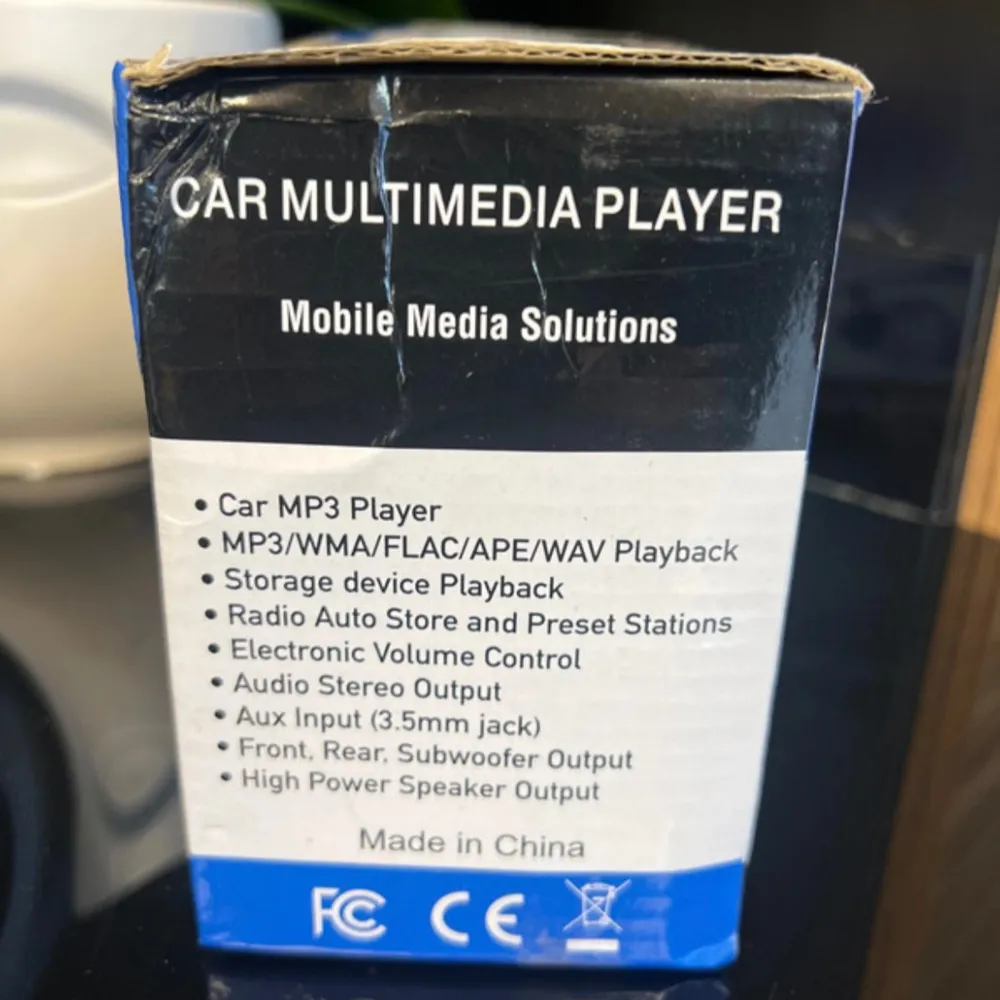 CAR MULTIMEDIA PLAYER
Mobile Media Solutions
• Car MP3 Player
• MP3/WMA/FLAC/APE/WAV Playback
• Storage device Playback
• Radio Auto Store and Preset Stations
• Electronic Volume Control
• Audio Stereo Output
• Aux Input (3.5mm jack)
• Front, Rear, Subwoofer Output
• High Power Speaker Output
Made in China
FC CE